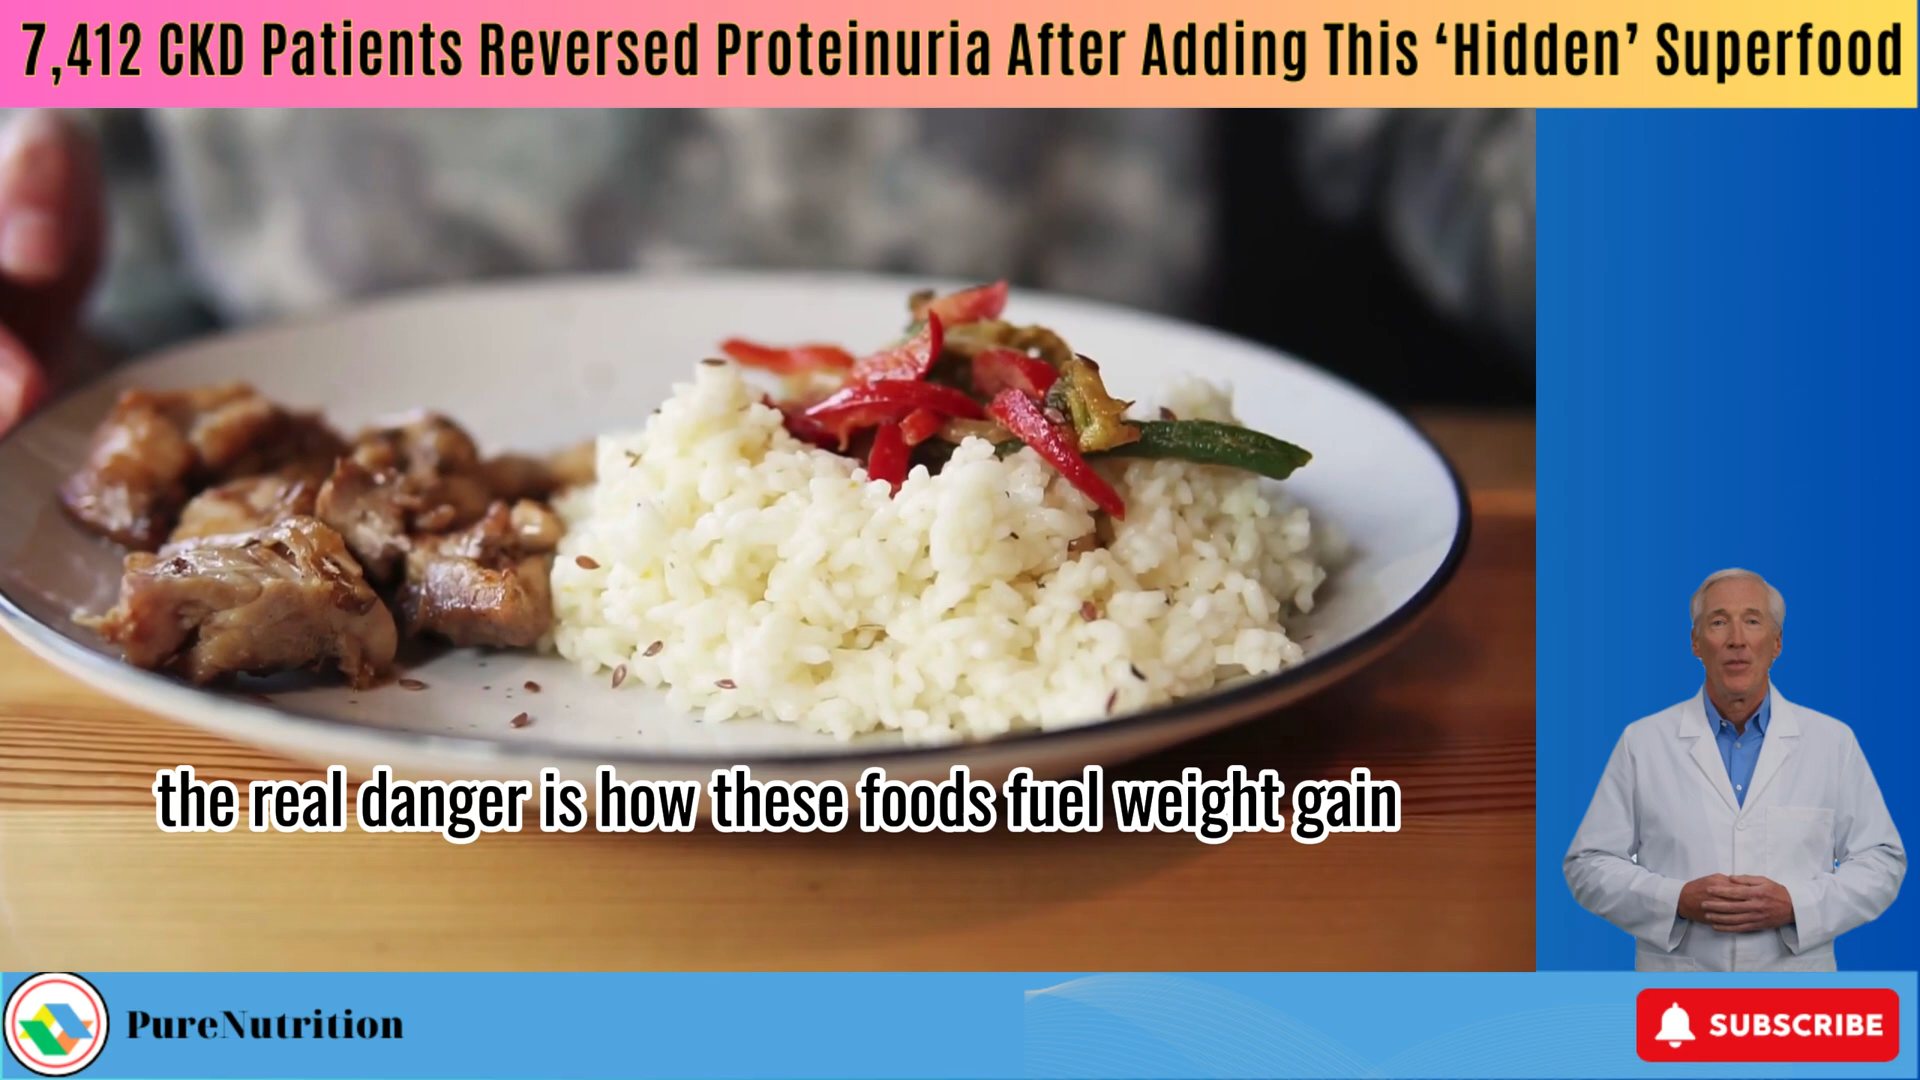 7,412 CKD Patients Reversed Proteinuria After Adding This ‘Hidden’ Superfood
the real danger is how these foods fuel weight gain
PureNutrition
SUBSCRIBE